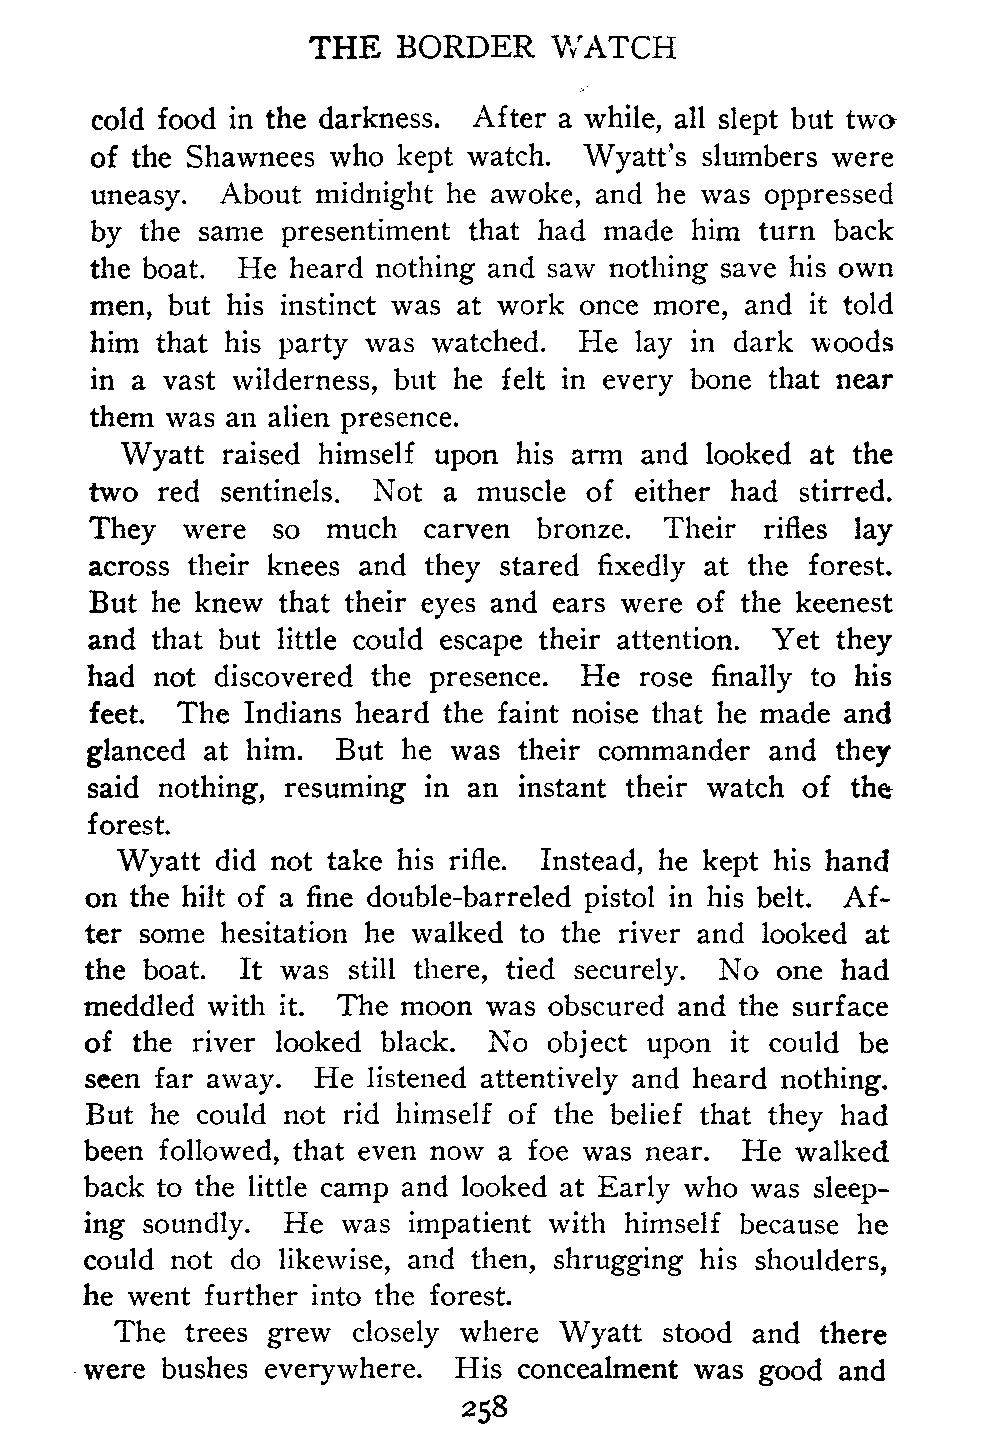 THE BORDER WATCH
cold food in the darkness. After a while, all slept but two
of the Shawnees who kept watch. Wyatt's slumbers were
uneasy. About midnight he awoke, and he was oppressed
by the same presentiment that had made him turn back
the boat. He heard nothing and saw nothing save his own
men, but his instinct was at work once more, and it told
him that his party was watched. He lay in dark woods
in a vast wilderness, but he felt in every bone that near
them was an alien presence.
Wyatt raised himself upon his arm and looked at the
two red sentinels. Not a muscle of either had stirred.
They were so much carven bronze. Their rifles lay
across their knees and they stared fixedly at the forest.
But he knew that their eyes and ears were of the keenest
and that but little could escape their attention. Yet they
had not discovered the presence. He rose finally to his
feet. The Indians heard the faint noise that he made and
glanced at him. But he was their commander and they
said nothing, resuming in an instant their watch of the
forest.
Wyatt did not take his rifle. Instead, he kept his hand
on the hilt of a fine double-barreled pistol in his belt. Af-
ter some hesitation he walked to the river and looked at
the boat. It was still there, tied securely. No one had
meddled with it. The moon was obscured and the surface
of the river looked black. No object upon it could be
seen far away. He listened attentively and heard nothing.
But he could not rid himself of the belief that they had
been followed, that even now a foe was near. He walked
back to the little camp and looked at Early who was sleep-
ing soundly. He was impatient with himself because he
could not do likewise, and then, shrugging his shoulders,
he went further into the forest.
The trees grew closely where Wyatt stood and there
were bushes everywhere. His concealment was good and
258